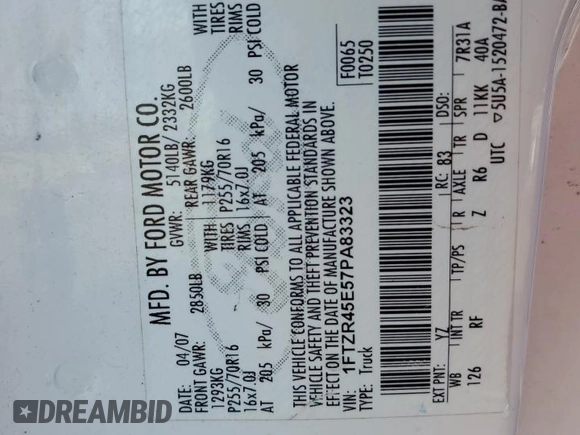 MFD. BY FORD MOTOR CO.
DATE: 04/07 GVWR: 5140LB/ 2332KG
FRONT GAWR: 2850LB REAR GAWR: 2600LB
1293KG WITH 1179KG WITH
P255/70R16 TIRES P255/70R16 TIRES
16x7.0J RIMS 16x7.0J RIMS
AT 205 kPa/ 30 PSI COLD AT 205 kPa/ 30 PSI COLD
THIS VEHICLE CONFORMS TO ALL APPLICABLE FEDERAL MOTOR
VEHICLE SAFETY AND THEFT PREVENTION STANDARDS IN
EFFECT ON THE DATE OF MANUFACTURE SHOWN ABOVE.
VIN: 1FTZR45E57PA83323 F0065
TYPE: Truck T0250
EXT PNT: YZ RC: 83 DSO:
WB INT TR TP/PS R AXLE TR SPR 7R31A
126 RF Z R6 D 11KK 40A
UTC ▽5U5A-1520472-BA
DREAMBID